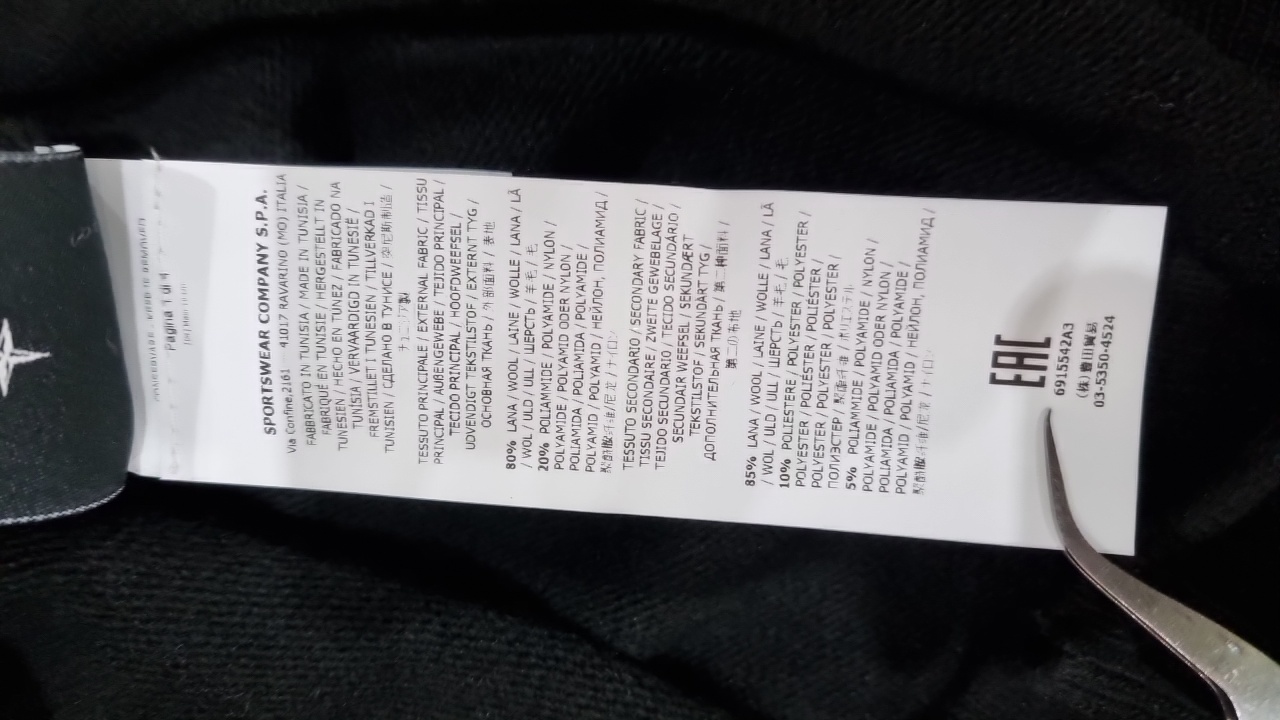 Pagina 1 di
SPORTSWEAR COMPANY S.P.A.
Via Confine,2161 - 41017 RAVARINO (MO) ITALIA
FABBRICATO IN TUNISIA / MADE IN TUNISIA /
FABRIQUÉ EN TUNISIE / HERGESTELLT IN
TUNESIEN / HECHO EN TUNEZ / FABRICADO NA
TUNÍSIA / VERVAARDIGD IN TUNESIË /
FREMSTILLET I TUNESIEN / TILLVERKAD I
TUNISIEN / СДЕЛАНО В ТУНИСЕ / 突尼斯制造 /
チュニジア製
TESSUTO PRINCIPALE / EXTERNAL FABRIC / TISSU
PRINCIPAL / AUßENGEWEBE / TEJIDO PRINCIPAL /
TECIDO PRINCIPAL / HOOFDWEEFSEL /
UDVENDIGT TEKSTILSTOF / EXTERNT TYG /
ОСНОВНАЯ ТКАНЬ / 外部面料 / 表地
80% LANA / WOOL / LAINE / WOLLE / LANA / LÃ
/ WOL / ULD / ULL / ШЕРСТЬ / 羊毛 / 毛
20% POLIAMMIDE / POLYAMIDE / NYLON /
POLYAMIDE / POLYAMID ODER NYLON /
POLIAMIDA / POLIAMIDA / POLYAMIDE /
POLYAMID / POLYAMID / НЕЙЛОН, ПОЛИАМИД /
聚酰胺纤维/尼龙 / ナイロン
TESSUTO SECONDARIO / SECONDARY FABRIC /
TISSU SECONDAIRE / ZWEITE GEWEBELAGE /
TEJIDO SECUNDARIO / TECIDO SECUNDÁRIO /
SECUNDAIR WEEFSEL / SEKUNDÆRT
TEKSTILSTOF / SEKUNDÄRT TYG /
ДОПОЛНИТЕЛЬНАЯ ТКАНЬ / 第二種面料 /
第二の布地
85% LANA / WOOL / LAINE / WOLLE / LANA / LÃ
/ WOL / ULD / ULL / ШЕРСТЬ / 羊毛 / 毛
10% POLIESTERE / POLYESTER / POLYESTER /
POLYESTER / POLIÉSTER / POLIÉSTER /
POLYESTER / POLYESTER / POLYESTER /
ПОЛИЭСТЕР / 聚酯纤维 / ポリエステル
5% POLIAMMIDE / POLYAMIDE / NYLON /
POLYAMIDE / POLYAMID ODER NYLON /
POLIAMIDA / POLIAMIDA / POLYAMIDE /
POLYAMID / POLYAMID / НЕЙЛОН, ПОЛИАМИД /
聚酰胺纤维/尼龙 / ナイロン
EAC
6915542A3
(株) 豊田貿易
03-5350-4524